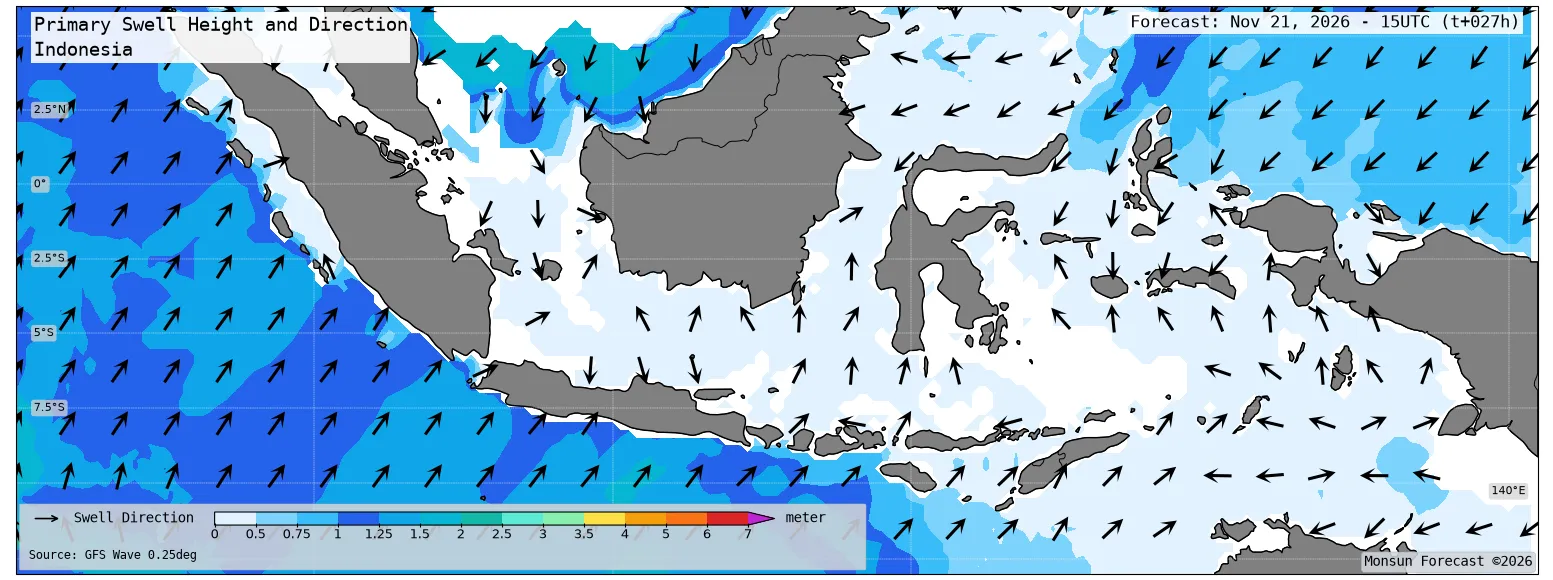 Primary Swell Height and Direction
Indonesia
Forecast: Nov 21, 2026 - 15UTC (t+027h)
2.5°N
0°
2.5°S
5°S
7.5°S
140°E
Swell Direction
0 0.5 0.75 1 1.25 1.5 2 2.5 3 3.5 4 5 6 7
meter
Source: GFS Wave 0.25deg
Monsun Forecast ©2026